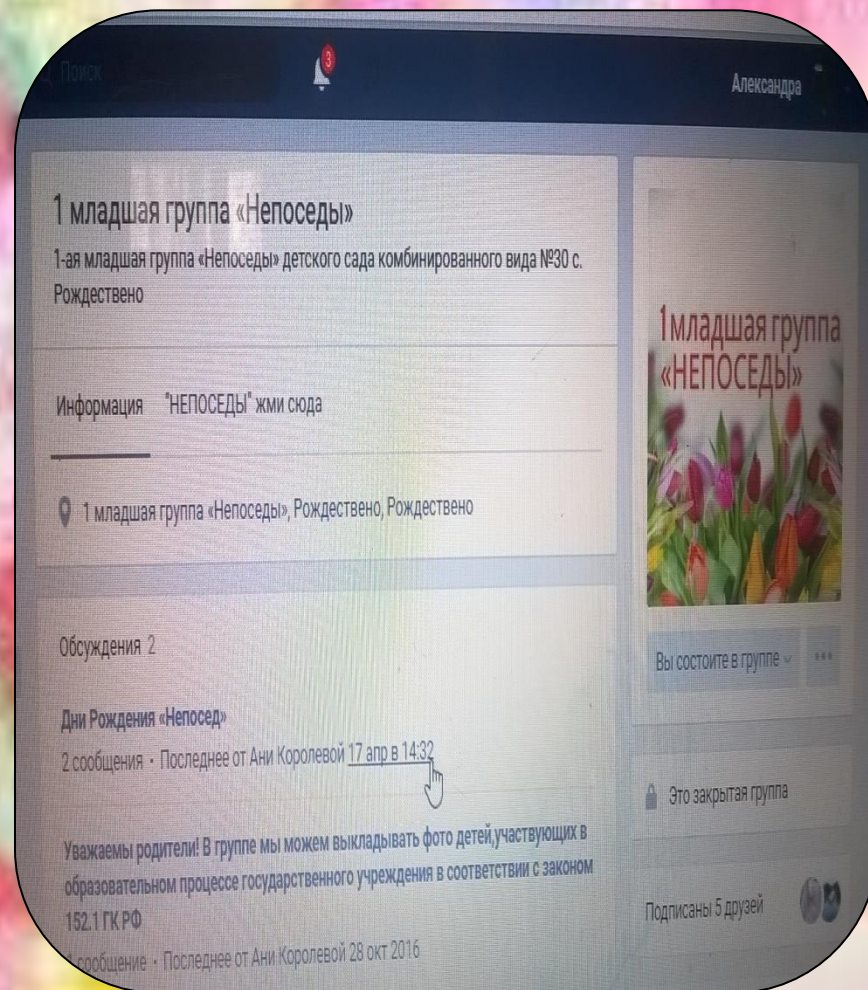 Поиск
3
Александра
1 младшая группа «Непоседы»
1-ая младшая группа «Непоседы» детского сада комбинированного вида №30 с.
Рождествено
Информация "НЕПОСЕДЫ" жми сюда
1 младшая группа «Непоседы», Рождествено, Рождествено
Обсуждения 2
Дни Рождения «Непосед»
2 сообщения · Последнее от Ани Королевой 17 апр в 14:32
Уважаемы родители! В группе мы можем выкладывать фото детей,участвующих в
образовательном процессе государственного учреждения в соответствии с законом
152.1 ГК РФ
1 сообщение · Последнее от Ани Королевой 28 окт 2016
1младшая группа
«НЕПОСЕДЫ»
Вы состоите в группе
Это закрытая группа
Подписаны 5 друзей